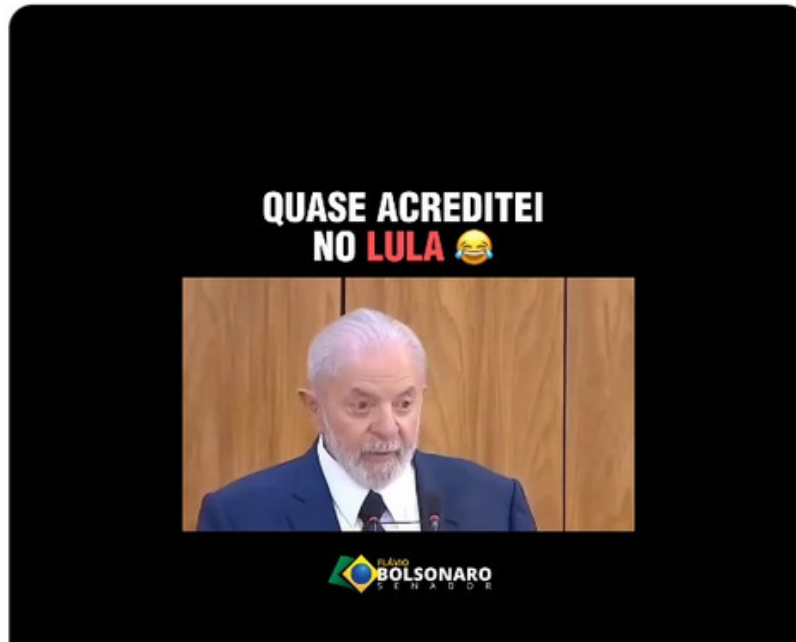 QUASE ACREDITEI
NO LULA 😂
FLÁVIO
BOLSONARO
SENADOR